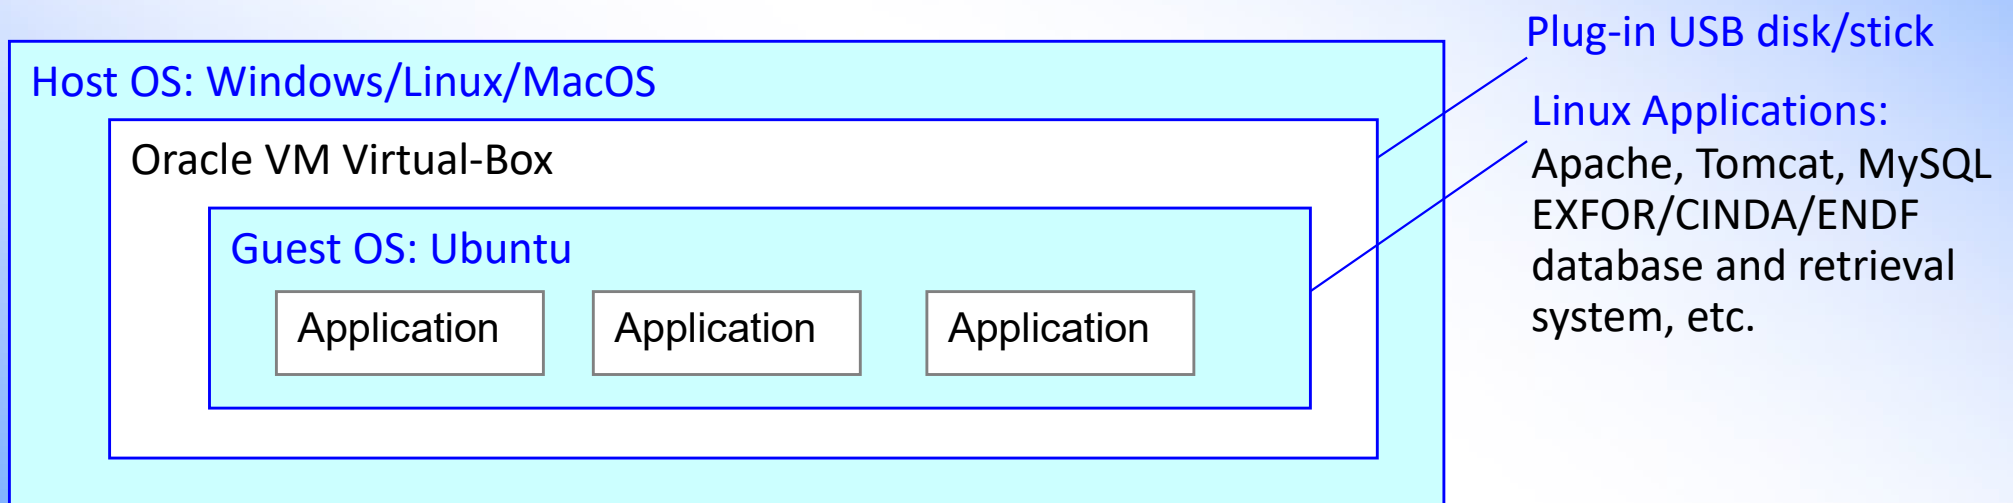 Host OS: Windows/Linux/MacOS
Oracle VM Virtual-Box
Guest OS: Ubuntu
Application
Application
Application
Plug-in USB disk/stick
Linux Applications:
Apache, Tomcat, MySQL
EXFOR/CINDA/ENDF
database and retrieval
system, etc.